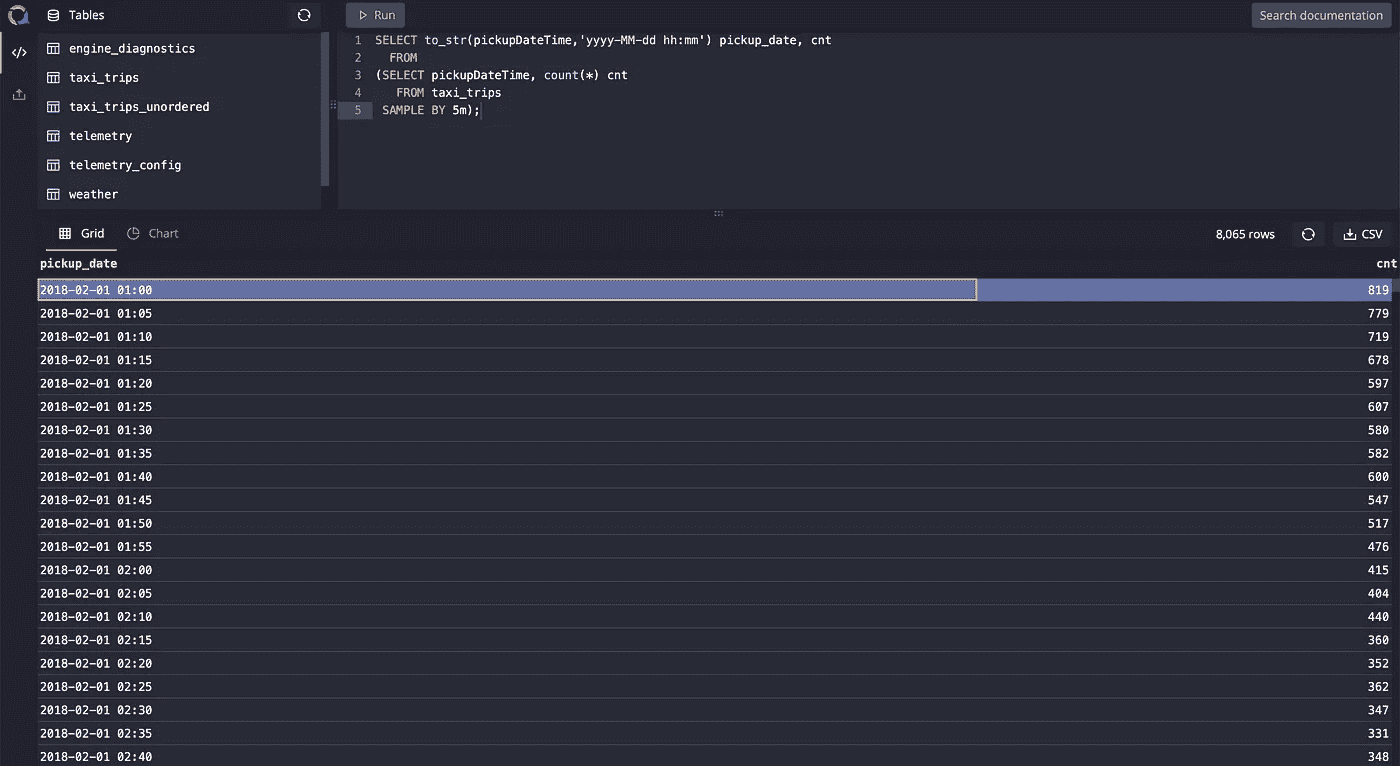 Tables
Run
Search documentation
engine_diagnostics
taxi_trips
taxi_trips_unordered
telemetry
telemetry_config
weather
1 SELECT to_str(pickupDateTime,'yyyy-MM-dd hh:mm') pickup_date, cnt
2 FROM
3 (SELECT pickupDateTime, count(*) cnt
4 FROM taxi_trips
5 SAMPLE BY 5m);
Grid Chart 8,065 rows CSV
pickup_date cnt
2018-02-01 01:00 819
2018-02-01 01:05 779
2018-02-01 01:10 719
2018-02-01 01:15 678
2018-02-01 01:20 597
2018-02-01 01:25 607
2018-02-01 01:30 580
2018-02-01 01:35 582
2018-02-01 01:40 600
2018-02-01 01:45 547
2018-02-01 01:50 517
2018-02-01 01:55 476
2018-02-01 02:00 415
2018-02-01 02:05 404
2018-02-01 02:10 440
2018-02-01 02:15 360
2018-02-01 02:20 352
2018-02-01 02:25 362
2018-02-01 02:30 347
2018-02-01 02:35 331
2018-02-01 02:40 348